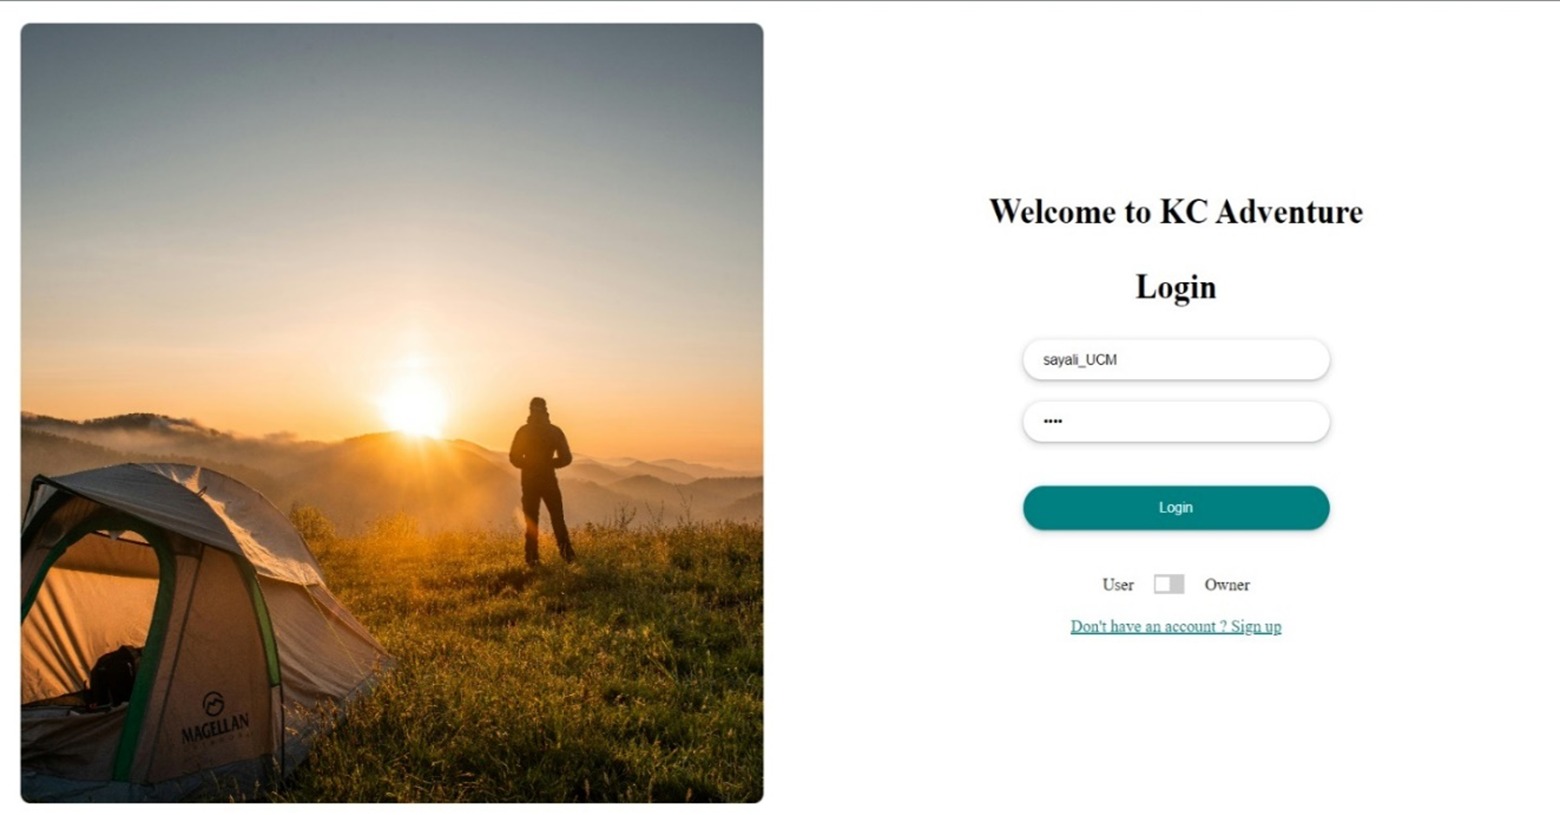 Welcome to KC Adventure
Login
sayali_UCM
••••
Login
User Owner
Don't have an account ? Sign up
MAGELLAN